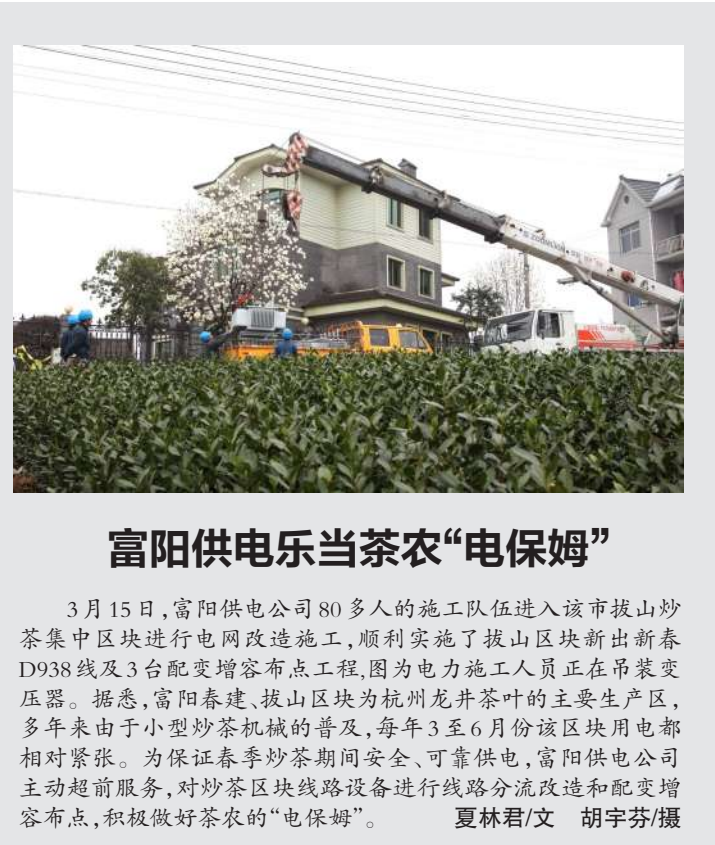 富阳供电乐当茶农“电保姆”
3月15日,富阳供电公司80多人的施工队伍进入该市拔山炒
茶集中区块进行电网改造施工,顺利实施了拔山区块新出新春
D938线及3台配变增容布点工程,图为电力施工人员正在吊装变
压器。据悉,富阳春建、拔山区块为杭州龙井茶叶的主要生产区,
多年来由于小型炒茶机械的普及,每年3至6月份该区块用电都
相对紧张。为保证春季炒茶期间安全、可靠供电,富阳供电公司
主动超前服务,对炒茶区块线路设备进行线路分流改造和配变增
容布点,积极做好茶农的“电保姆”。 夏林君/文 胡宇芬/摄